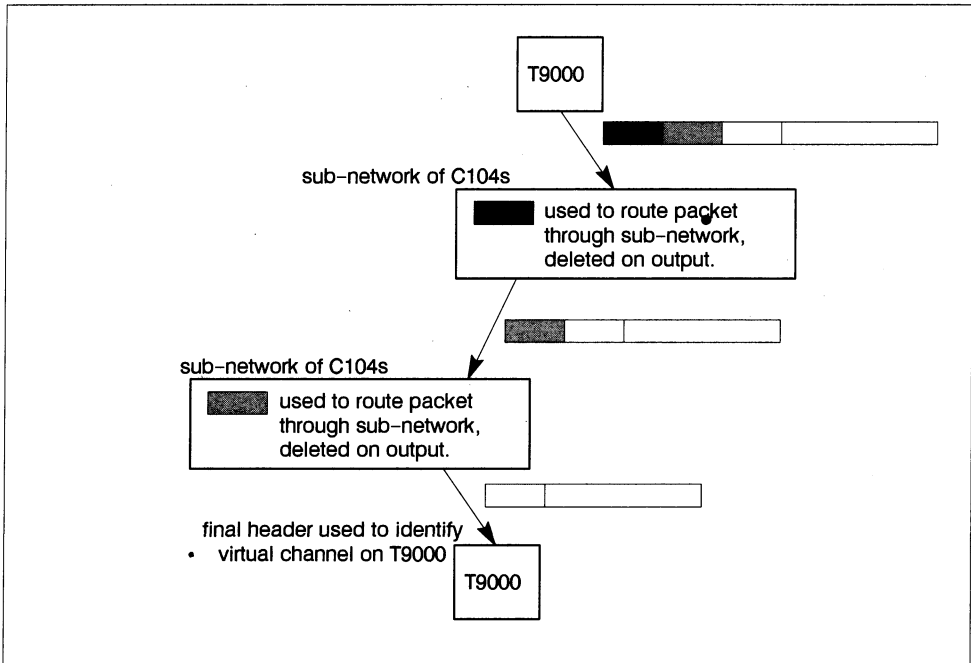 T9000
sub-network of C104s
used to route packet
through sub-network,
deleted on output.
sub-network of C104s
used to route packet
through sub-network,
deleted on output.
final header used to identify
virtual channel on T9000
T9000